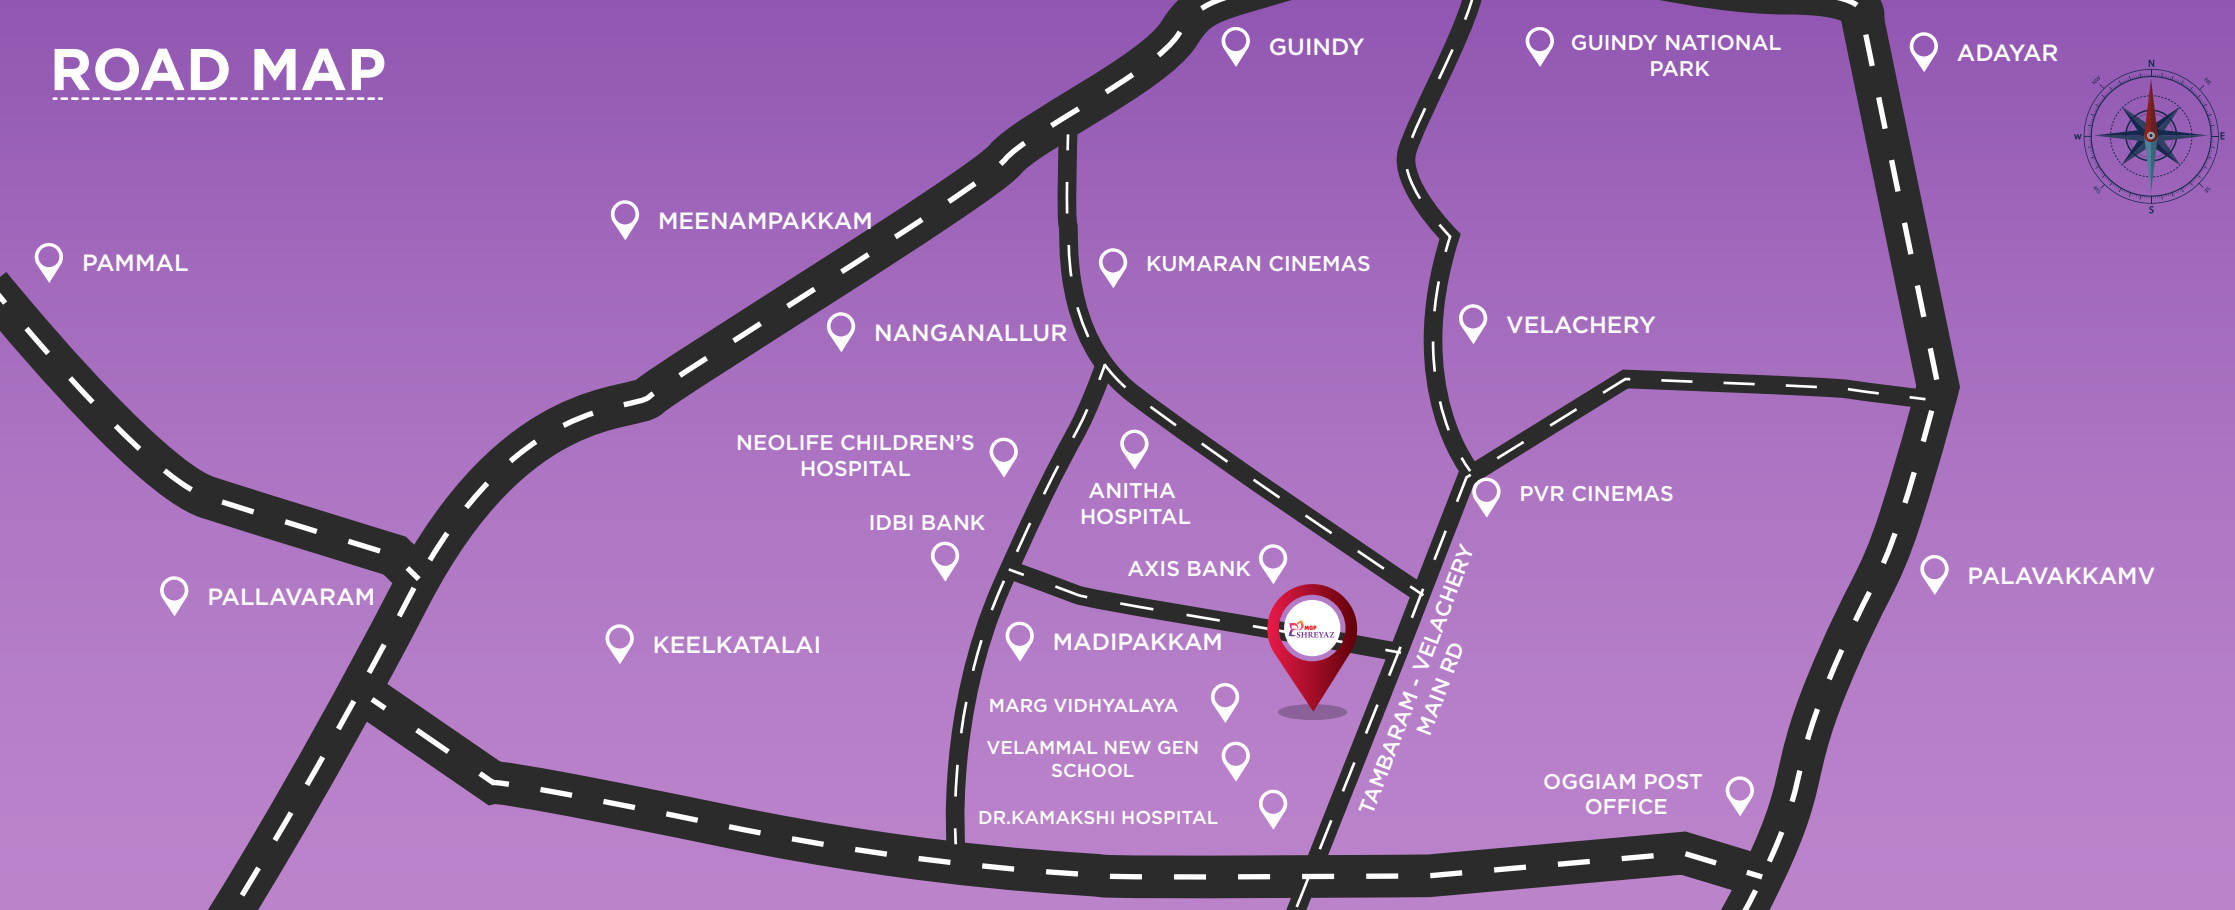 ROAD MAP
GUINDY
GUINDY NATIONAL
PARK
ADAYAR
N
W
E
S
MEENAMPAKKAM
PAMMAL
KUMARAN CINEMAS
NANGANALLUR
VELACHERY
NEOLIFE CHILDREN'S
HOSPITAL
ANITHA
HOSPITAL
PVR CINEMAS
IDBI BANK
AXIS BANK
PALAVAKKAMV
PALLAVARAM
KEELKATALAI
MADIPAKKAM
MGP
SHREYAZ
TAMBARAM - VELACHERY
MAIN RD
MARG VIDHYALAYA
VELAMMAL NEW GEN
SCHOOL
DR.KAMAKSHI HOSPITAL
OGGIAM POST
OFFICE